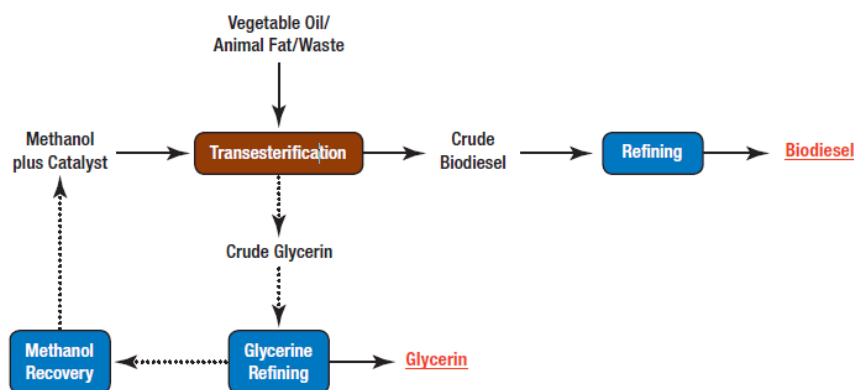 Vegetable Oil/
Animal Fat/Waste
Methanol
plus Catalyst
Transesterification
Crude
Biodiesel
Refining
Biodiesel
Crude Glycerin
Methanol
Recovery
Glycerine
Refining
Glycerin